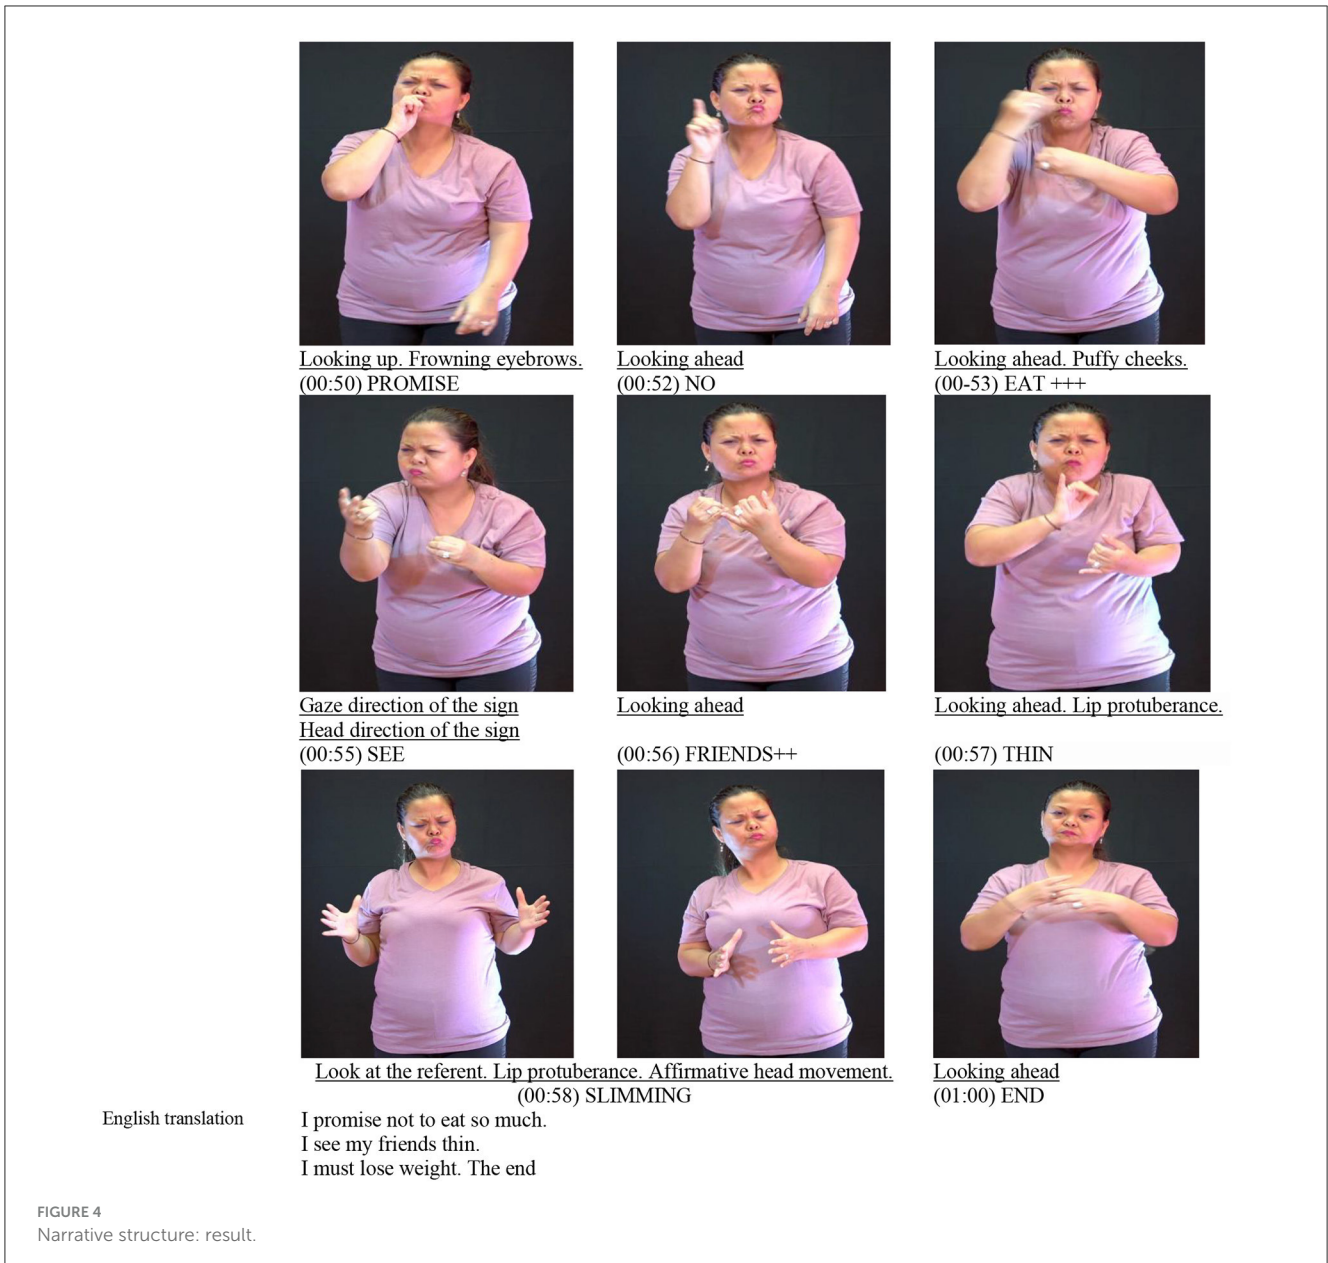 Looking up. Frowning eyebrows.
(00:50) PROMISE
Looking ahead
(00:52) NO
Looking ahead. Puffy cheeks.
(00-53) EAT +++
Gaze direction of the sign
Head direction of the sign
(00:55) SEE
Looking ahead
(00:56) FRIENDS++
Looking ahead. Lip protuberance.
(00:57) THIN
Look at the referent. Lip protuberance. Affirmative head movement.
(00:58) SLIMMING
Looking ahead
(01:00) END
English translation
I promise not to eat so much.
I see my friends thin.
I must lose weight. The end
FIGURE 4
Narrative structure: result.